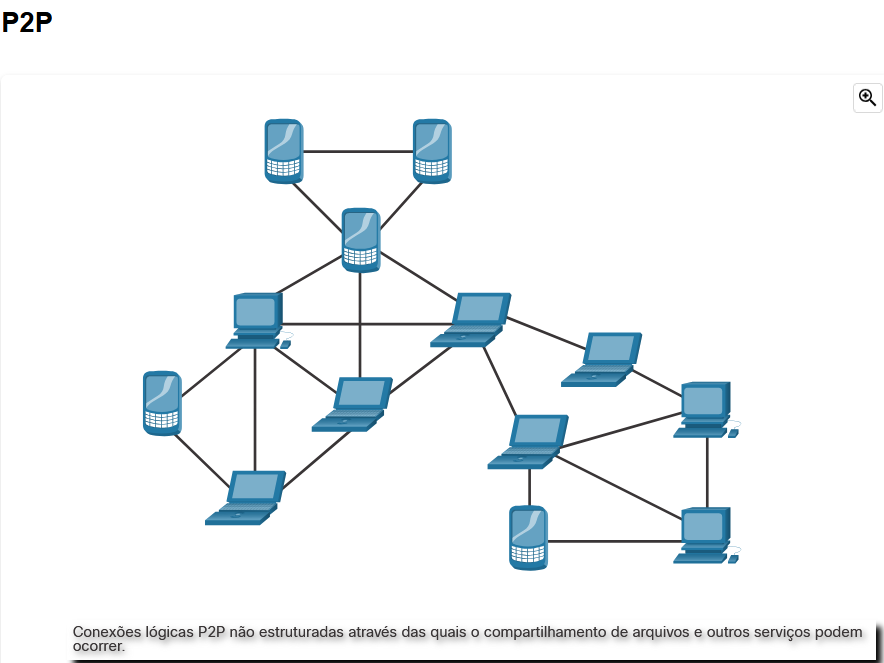 P2P
Conexões lógicas P2P não estruturadas através das quais o compartilhamento de arquivos e outros serviços podem
ocorrer.